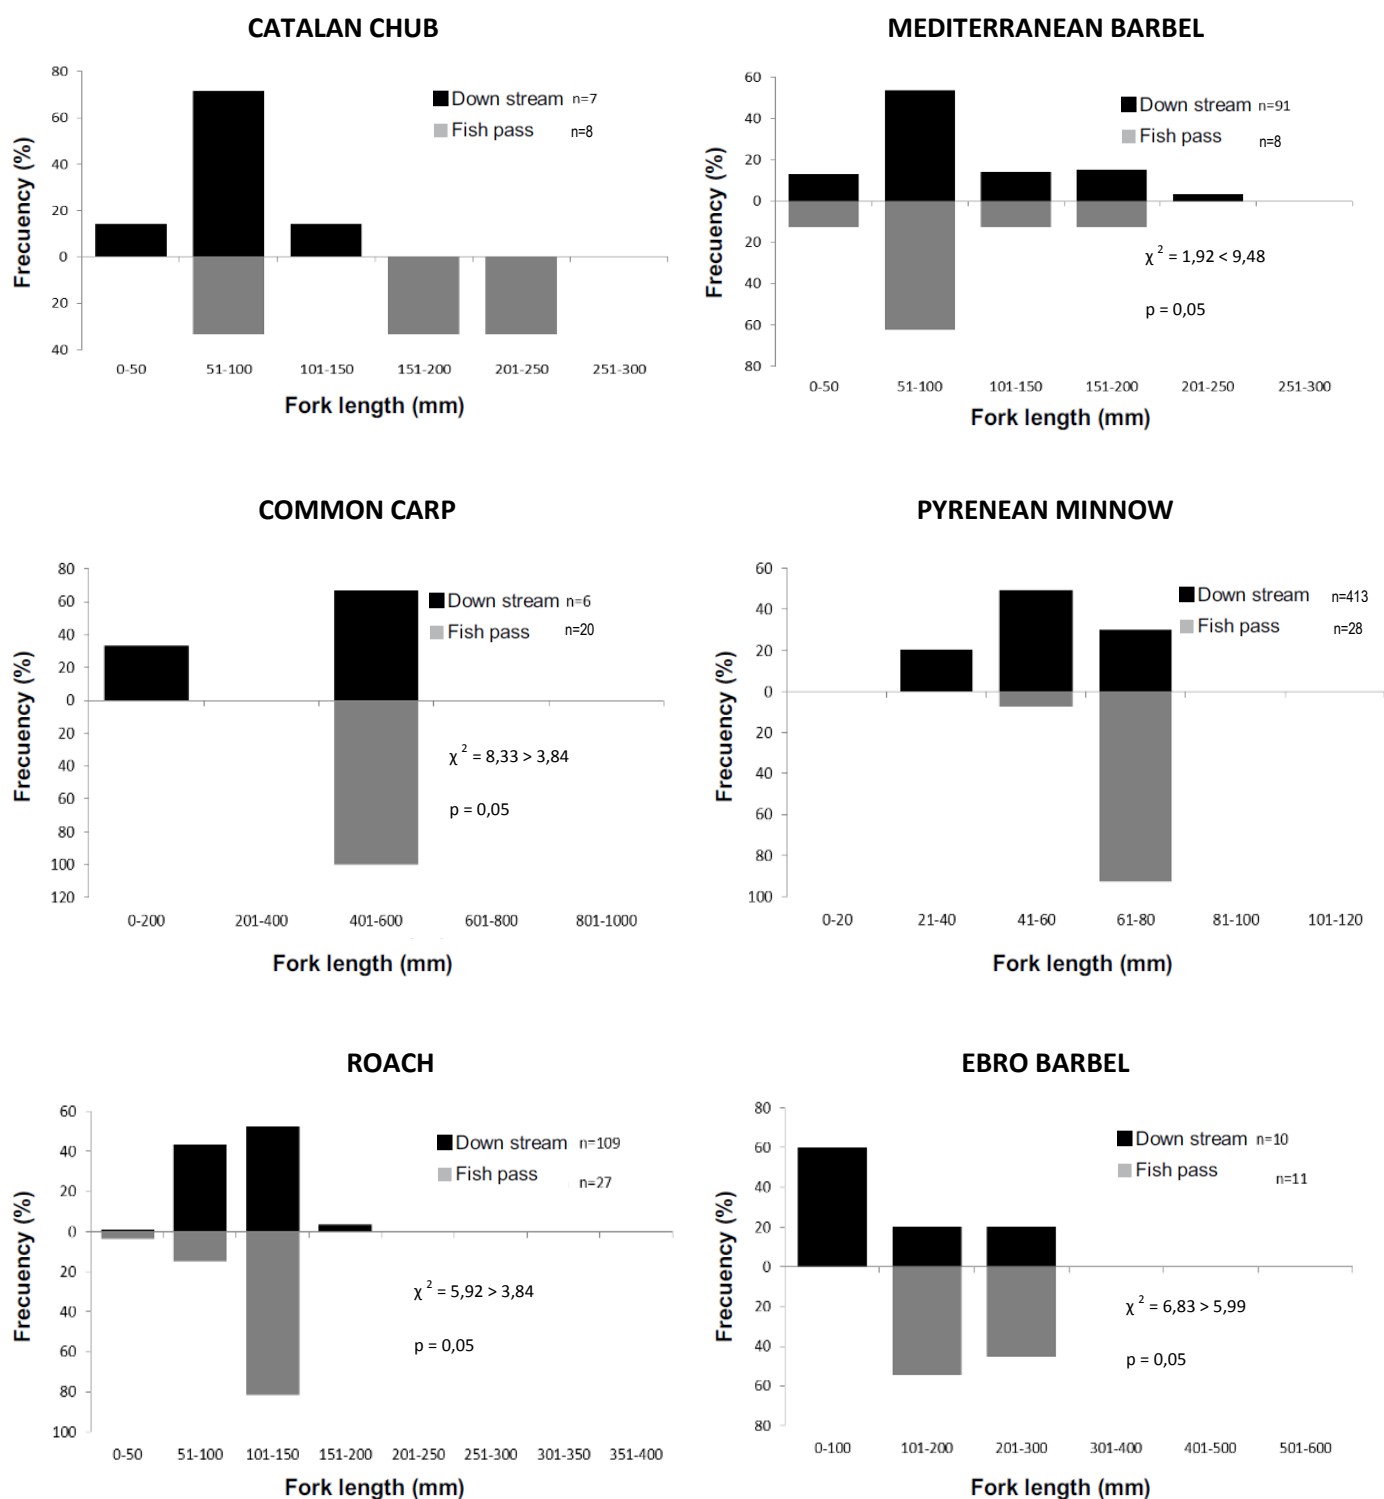 CATALAN CHUB
80
60
40
20
0
20
40
Frecuency (%)
Down stream n=7
Fish pass n=8
0-50 51-100 101-150 151-200 201-250 251-300
Fork length (mm)
MEDITERRANEAN BARBEL
60
40
20
0
20
40
60
80
Frecuency (%)
Down stream n=91
Fish pass n=8
χ 2 = 1,92 < 9,48
p = 0,05
0-50 51-100 101-150 151-200 201-250 251-300
Fork length (mm)
COMMON CARP
80
60
40
20
0
20
40
60
80
100
120
Frecuency (%)
Down stream n=6
Fish pass n=20
χ 2 = 8,33 > 3,84
p = 0,05
0-200 201-400 401-600 601-800 801-1000
Fork length (mm)
PYRENEAN MINNOW
60
40
20
0
20
40
60
80
100
Frecuency (%)
Down stream n=413
Fish pass n=28
0-20 21-40 41-60 61-80 81-100 101-120
Fork length (mm)
ROACH
60
40
20
0
20
40
60
80
100
Frecuency (%)
Down stream n=109
Fish pass n=27
χ 2 = 5,92 > 3,84
p = 0,05
0-50 51-100 101-150 151-200 201-250 251-300 301-350 351-400
Fork length (mm)
EBRO BARBEL
80
60
40
20
0
20
40
60
80
Frecuency (%)
Down stream n=10
Fish pass n=11
χ 2 = 6,83 > 5,99
p = 0,05
0-100 101-200 201-300 301-400 401-500 501-600
Fork length (mm)